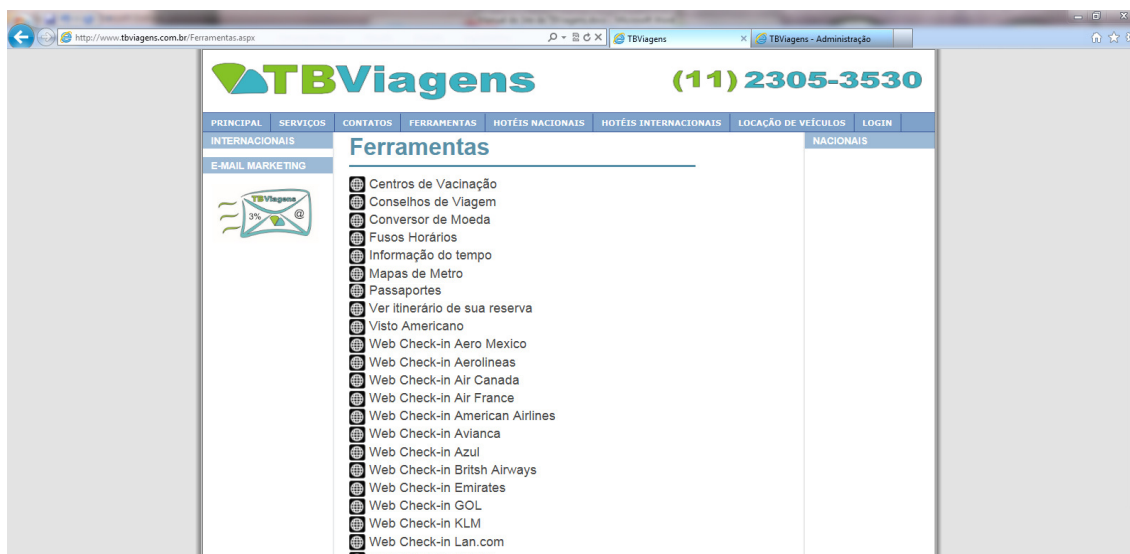 http://www.tbviagens.com.br/Ferramentas.aspx
TBViagens
TBViagens - Administração
TBViagens
(11) 2305-3530
PRINCIPAL SERVIÇOS CONTATOS FERRAMENTAS HOTÉIS NACIONAIS HOTÉIS INTERNACIONAIS LOCAÇÃO DE VEÍCULOS LOGIN
INTERNACIONAIS
E-MAIL MARKETING
TBViagens
3% @
Ferramentas
Centros de Vacinação
Conselhos de Viagem
Conversor de Moeda
Fusos Horários
Informação do tempo
Mapas de Metro
Passaportes
Ver itinerário de sua reserva
Visto Americano
Web Check-in Aero Mexico
Web Check-in Aerolineas
Web Check-in Air Canada
Web Check-in Air France
Web Check-in American Airlines
Web Check-in Avianca
Web Check-in Azul
Web Check-in Britsh Airways
Web Check-in Emirates
Web Check-in GOL
Web Check-in KLM
Web Check-in Lan.com
NACIONAIS